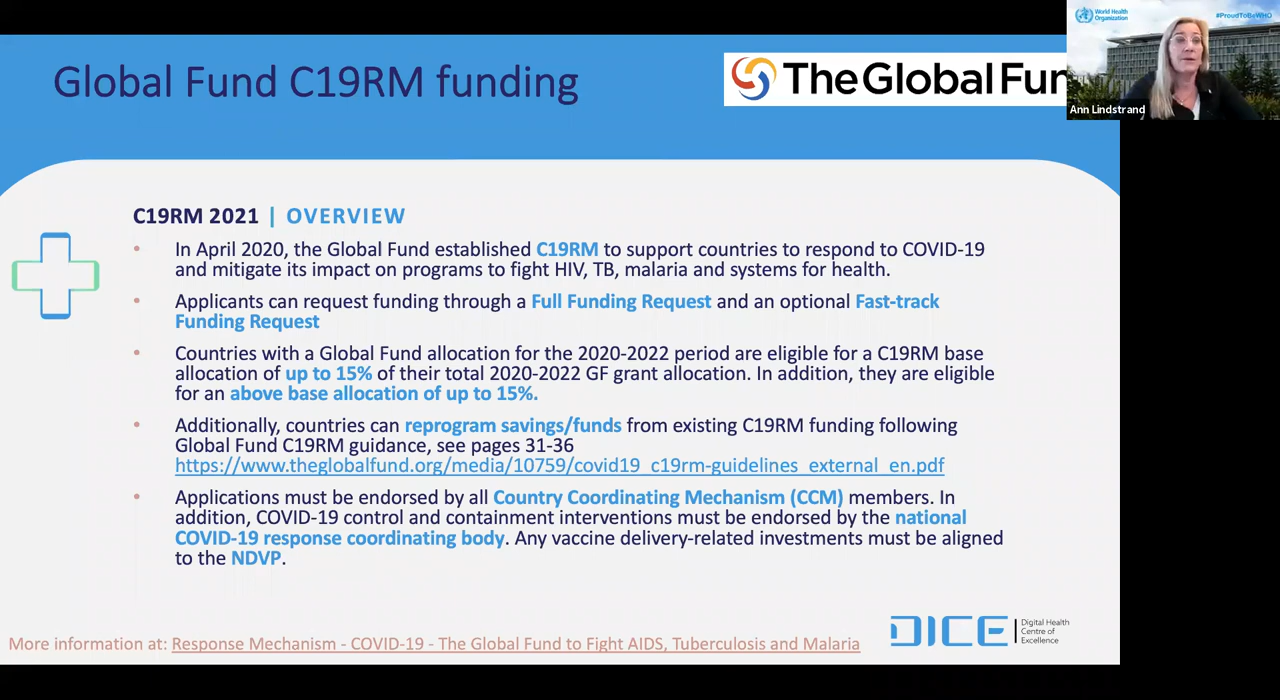 World Health
Organization
#ProudToBeWHO
Ann Lindstrand
Global Fund C19RM funding
TheGlobalFun
C19RM 2021 | OVERVIEW
• In April 2020, the Global Fund established C19RM to support countries to respond to COVID-19
and mitigate its impact on programs to fight HIV, TB, malaria and systems for health.
• Applicants can request funding through a Full Funding Request and an optional Fast-track
Funding Request
• Countries with a Global Fund allocation for the 2020-2022 period are eligible for a C19RM base
allocation of up to 15% of their total 2020-2022 GF grant allocation. In addition, they are eligible
for an above base allocation of up to 15%.
• Additionally, countries can reprogram savings/funds from existing C19RM funding following
Global Fund C19RM guidance, see pages 31-36
https://www.theglobalfund.org/media/10759/covid19_c19rm-guidelines_external_en.pdf
• Applications must be endorsed by all Country Coordinating Mechanism (CCM) members. In
addition, COVID-19 control and containment interventions must be endorsed by the national
COVID-19 response coordinating body. Any vaccine delivery-related investments must be aligned
to the NDVP.
More information at: Response Mechanism - COVID-19 - The Global Fund to Fight AIDS, Tuberculosis and Malaria
DICE | Digital Health
Centre of
Excellence